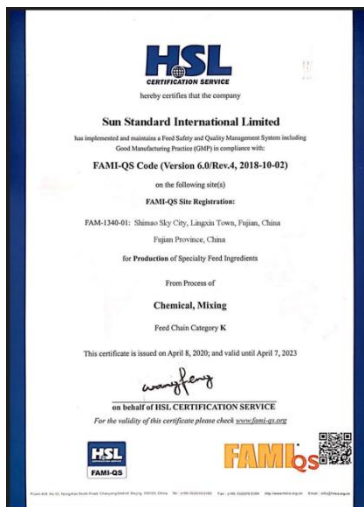 HSL
CERTIFICATION SERVICE
hereby certifies that the company
Sun Standard International Limited
has implemented and maintains a Feed Safety and Quality Management System including
Good Manufacturing Practice (GMP) in compliance with:
FAMI-QS Code (Version 6.0/Rev.4, 2018-10-02)
on the following site(s)
FAMI-QS Site Registration:
FAM-1340-01: Shimao Sky City, Lingxiu Town, Fujian, China
Fujian Province, China
for Production of Specialty Feed Ingredients
From Process of
Chemical, Mixing
Feed Chain Category K
This certificate is issued on April 8, 2020; and valid until April 7, 2023
on behalf of HSL CERTIFICATION SERVICE
For the validity of this certificate please check www.fami-qs.org
HSL
FAMI-QS
FAMI QS